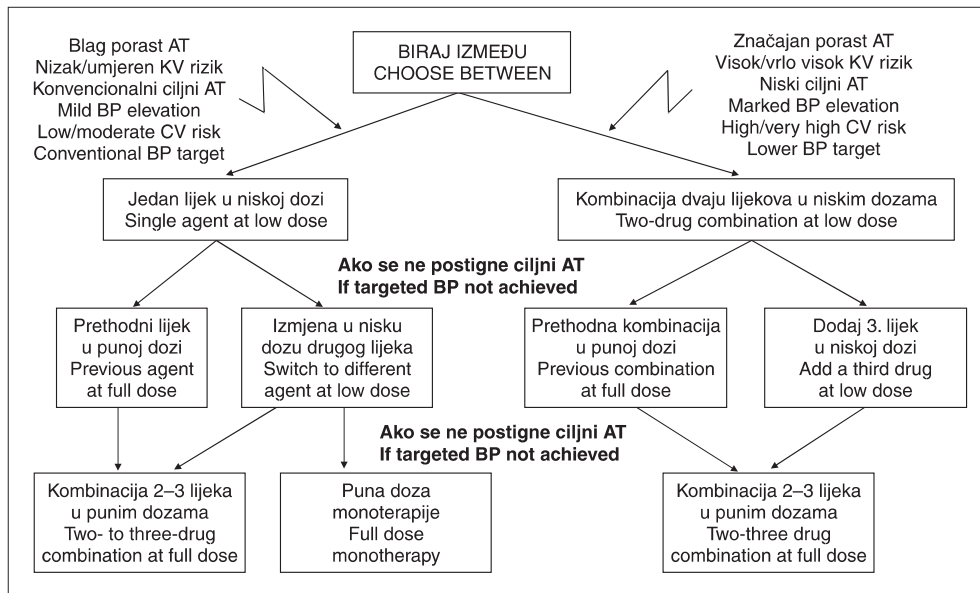 Blag porast AT
Nizak/umjeren KV rizik
Konvencionalni ciljni AT
Mild BP elevation
Low/moderate CV risk
Conventional BP target
BIRAJ IZMEĐU
CHOOSE BETWEEN
Značajan porast AT
Visok/vrlo visok KV rizik
Niski ciljni AT
Marked BP elevation
High/very high CV risk
Lower BP target
Jedan lijek u niskoj dozi
Single agent at low dose
Kombinacija dvaju lijekova u niskim dozama
Two-drug combination at low dose
Ako se ne postigne ciljni AT
If targeted BP not achieved
Prethodni lijek
u punoj dozi
Previous agent
at full dose
Izmjena u nisku
dozu drugog lijeka
Switch to different
agent at low dose
Prethodna kombinacija
u punoj dozi
Previous combination
at full dose
Dodaj 3. lijek
u niskoj dozi
Add a third drug
at low dose
Ako se ne postigne ciljni AT
If targeted BP not achieved
Kombinacija 2–3 lijeka
u punim dozama
Two- to three-drug
combination at full dose
Puna doza
monoterapije
Full dose
monotherapy
Kombinacija 2–3 lijeka
u punim dozama
Two-three drug
combination at full dose